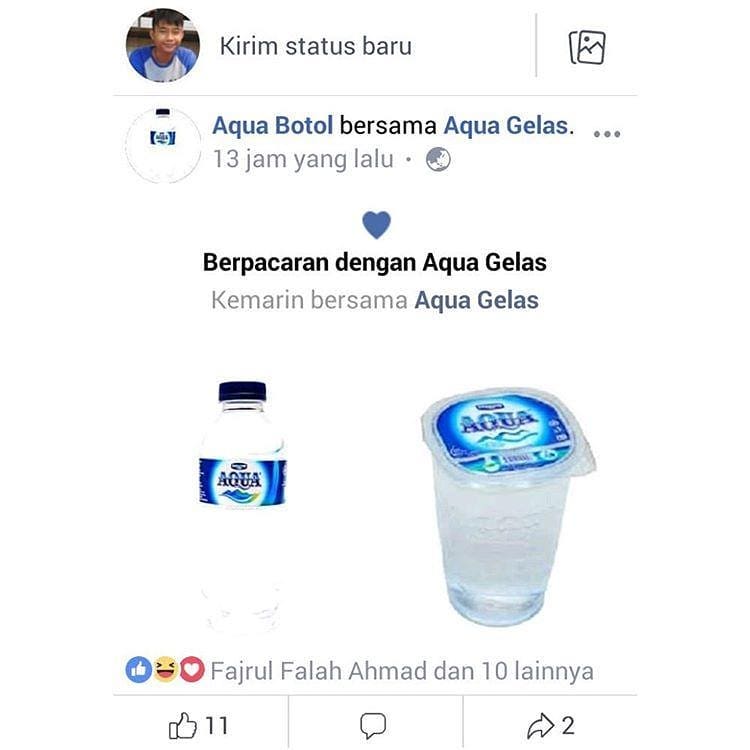 Kirim status baru
Aqua Botol bersama Aqua Gelas.
13 jam yang lalu ·
Berpacaran dengan Aqua Gelas
Kemarin bersama Aqua Gelas
AQUA
AQUA
Fajrul Falah Ahmad dan 10 lainnya
11
2